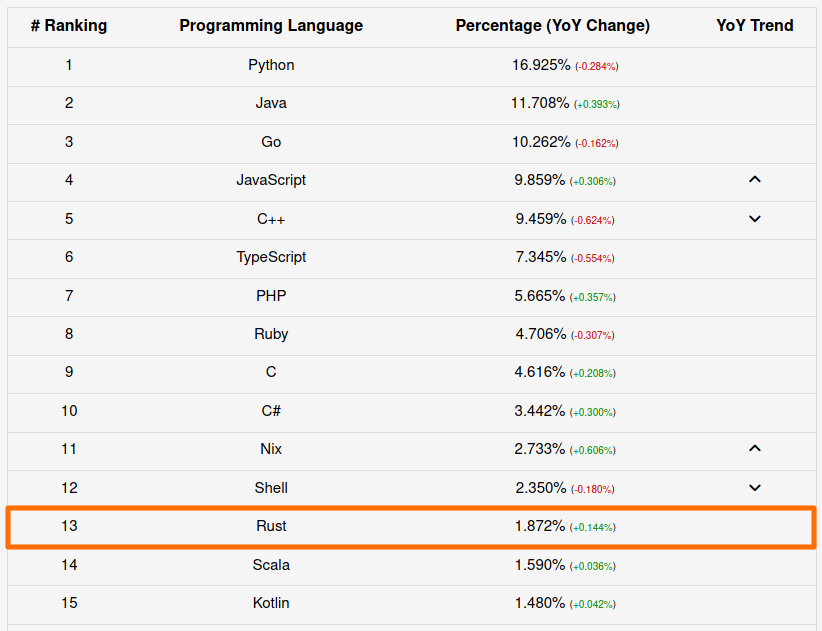 # Ranking Programming Language Percentage (YoY Change) YoY Trend
1 Python 16.925% (-0.284%)
2 Java 11.708% (+0.393%)
3 Go 10.262% (-0.162%)
4 JavaScript 9.859% (+0.306%)
5 C++ 9.459% (-0.624%)
6 TypeScript 7.345% (-0.554%)
7 PHP 5.665% (+0.357%)
8 Ruby 4.706% (-0.307%)
9 C 4.616% (+0.208%)
10 C# 3.442% (+0.300%)
11 Nix 2.733% (+0.606%)
12 Shell 2.350% (-0.180%)
13 Rust 1.872% (+0.144%)
14 Scala 1.590% (+0.036%)
15 Kotlin 1.480% (+0.042%)